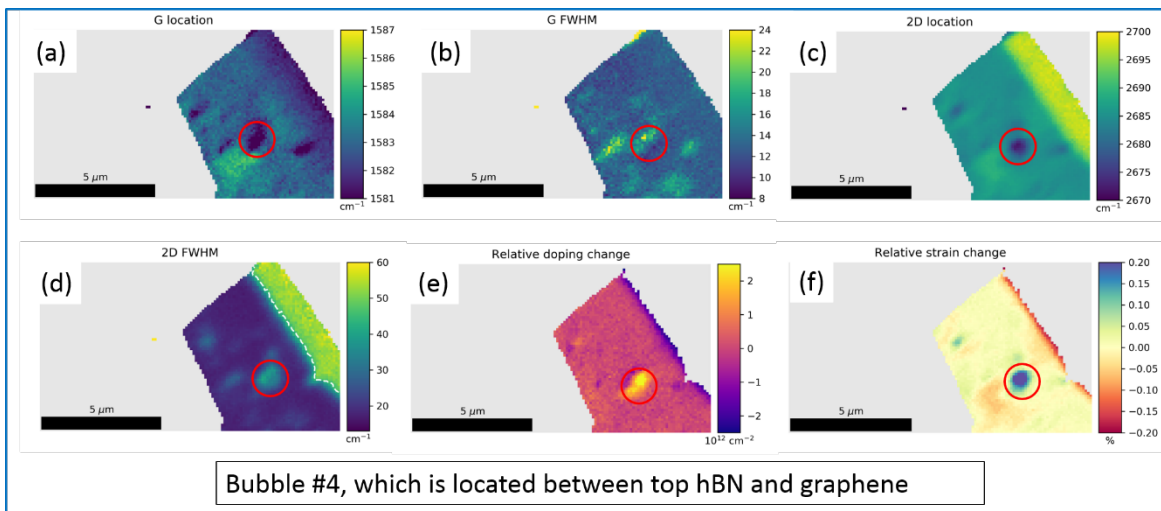 G location
(a)
1587
1586
1585
1584
1583
1582
1581
cm⁻¹
5 μm
G FWHM
(b)
24
22
20
18
16
14
12
10
8
cm⁻¹
5 μm
2D location
(c)
2700
2695
2690
2685
2680
2675
2670
cm⁻¹
5 μm
2D FWHM
(d)
60
50
40
30
20
cm⁻¹
5 μm
Relative doping change
(e)
2
1
0
−1
−2
10¹² cm⁻²
5 μm
Relative strain change
(f)
0.20
0.15
0.10
0.05
0.00
−0.05
−0.10
−0.15
−0.20
%
5 μm
Bubble #4, which is located between top hBN and graphene